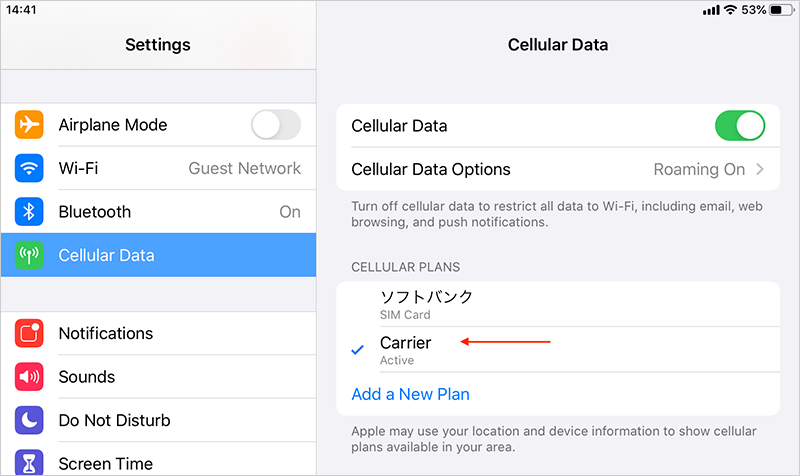 14:41
53%
Settings
Airplane Mode
Wi-Fi Guest Network
Bluetooth On
Cellular Data
Notifications
Sounds
Do Not Disturb
Screen Time
Cellular Data
Cellular Data
Cellular Data Options Roaming On
Turn off cellular data to restrict all data to Wi-Fi, including email, web
browsing, and push notifications.
CELLULAR PLANS
ソフトバンク
SIM Card
Carrier
Active
Add a New Plan
Apple may use your location and device information to show cellular
plans available in your area.